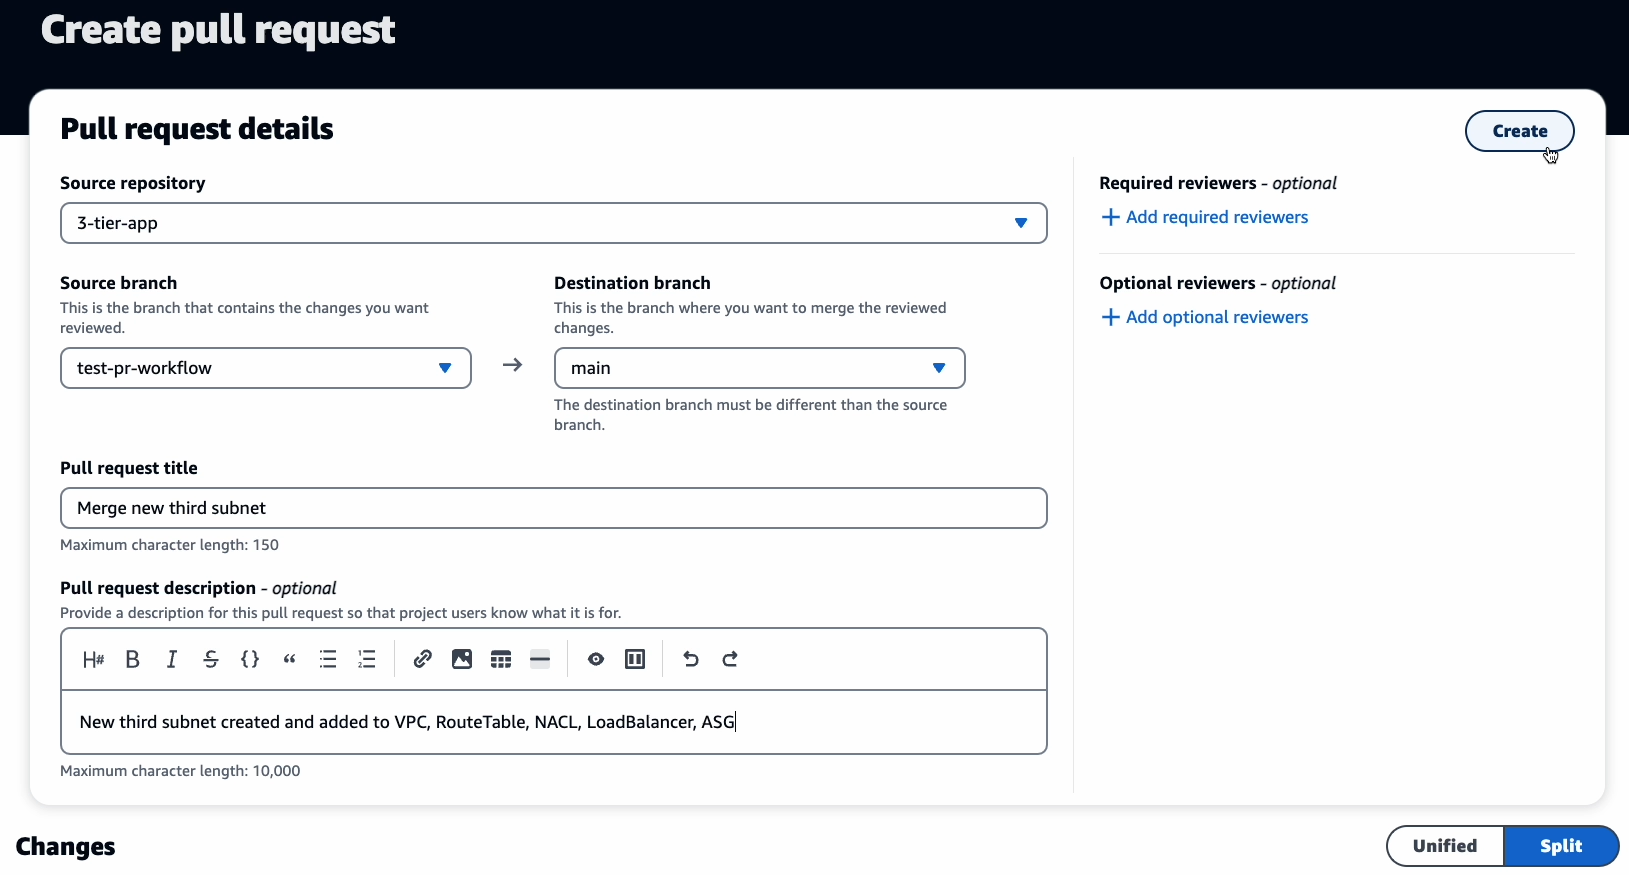 Create pull request
Pull request details
Create
Source repository
3-tier-app
Source branch
This is the branch that contains the changes you want
reviewed.
test-pr-workflow
Destination branch
This is the branch where you want to merge the reviewed
changes.
main
The destination branch must be different than the source
branch.
Pull request title
Merge new third subnet
Maximum character length: 150
Pull request description - optional
Provide a description for this pull request so that project users know what it is for.
H#
B
I
S
{}
“
New third subnet created and added to VPC, RouteTable, NACL, LoadBalancer, ASG
Maximum character length: 10,000
Required reviewers - optional
+ Add required reviewers
Optional reviewers - optional
+ Add optional reviewers
Changes
Unified
Split